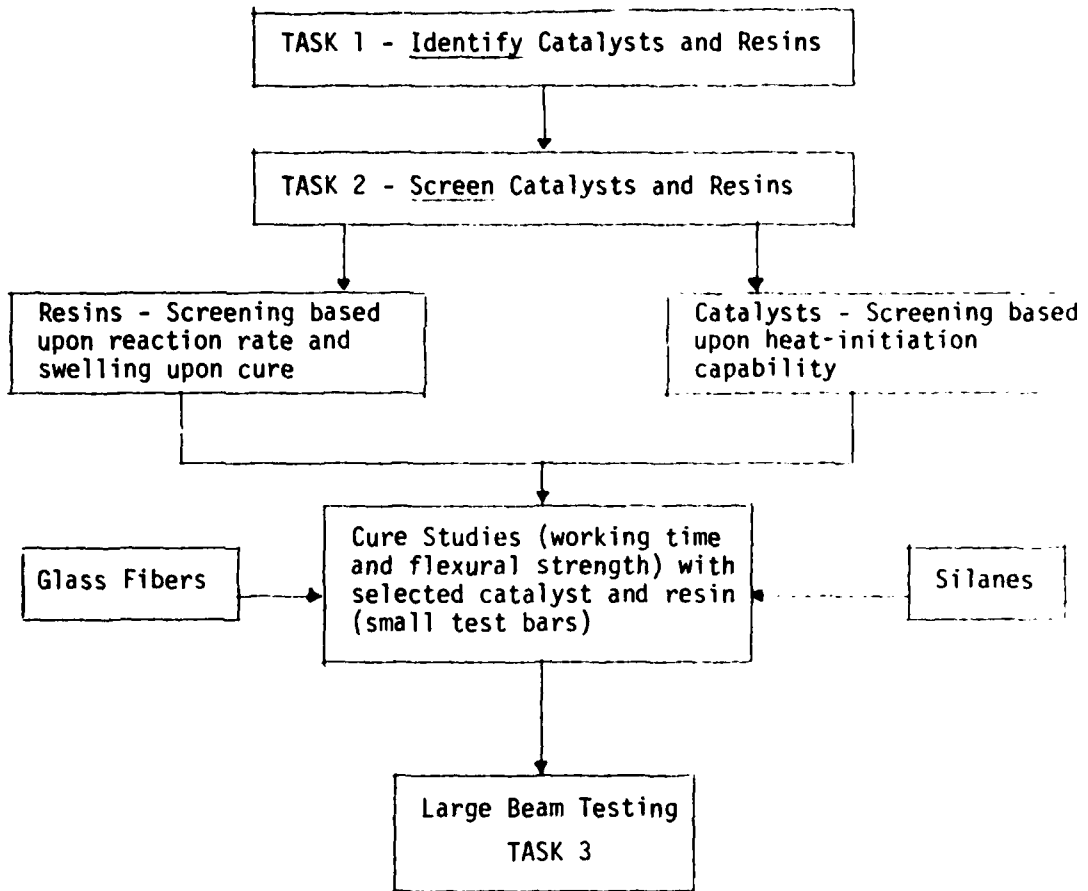 TASK 1 - Identify Catalysts and Resins
TASK 2 - Screen Catalysts and Resins
Resins - Screening based
upon reaction rate and
swelling upon cure
Catalysts - Screening based
upon heat-initiation
capability
Glass Fibers
Cure Studies (working time
and flexural strength) with
selected catalyst and resin
(small test bars)
Silanes
Large Beam Testing
TASK 3